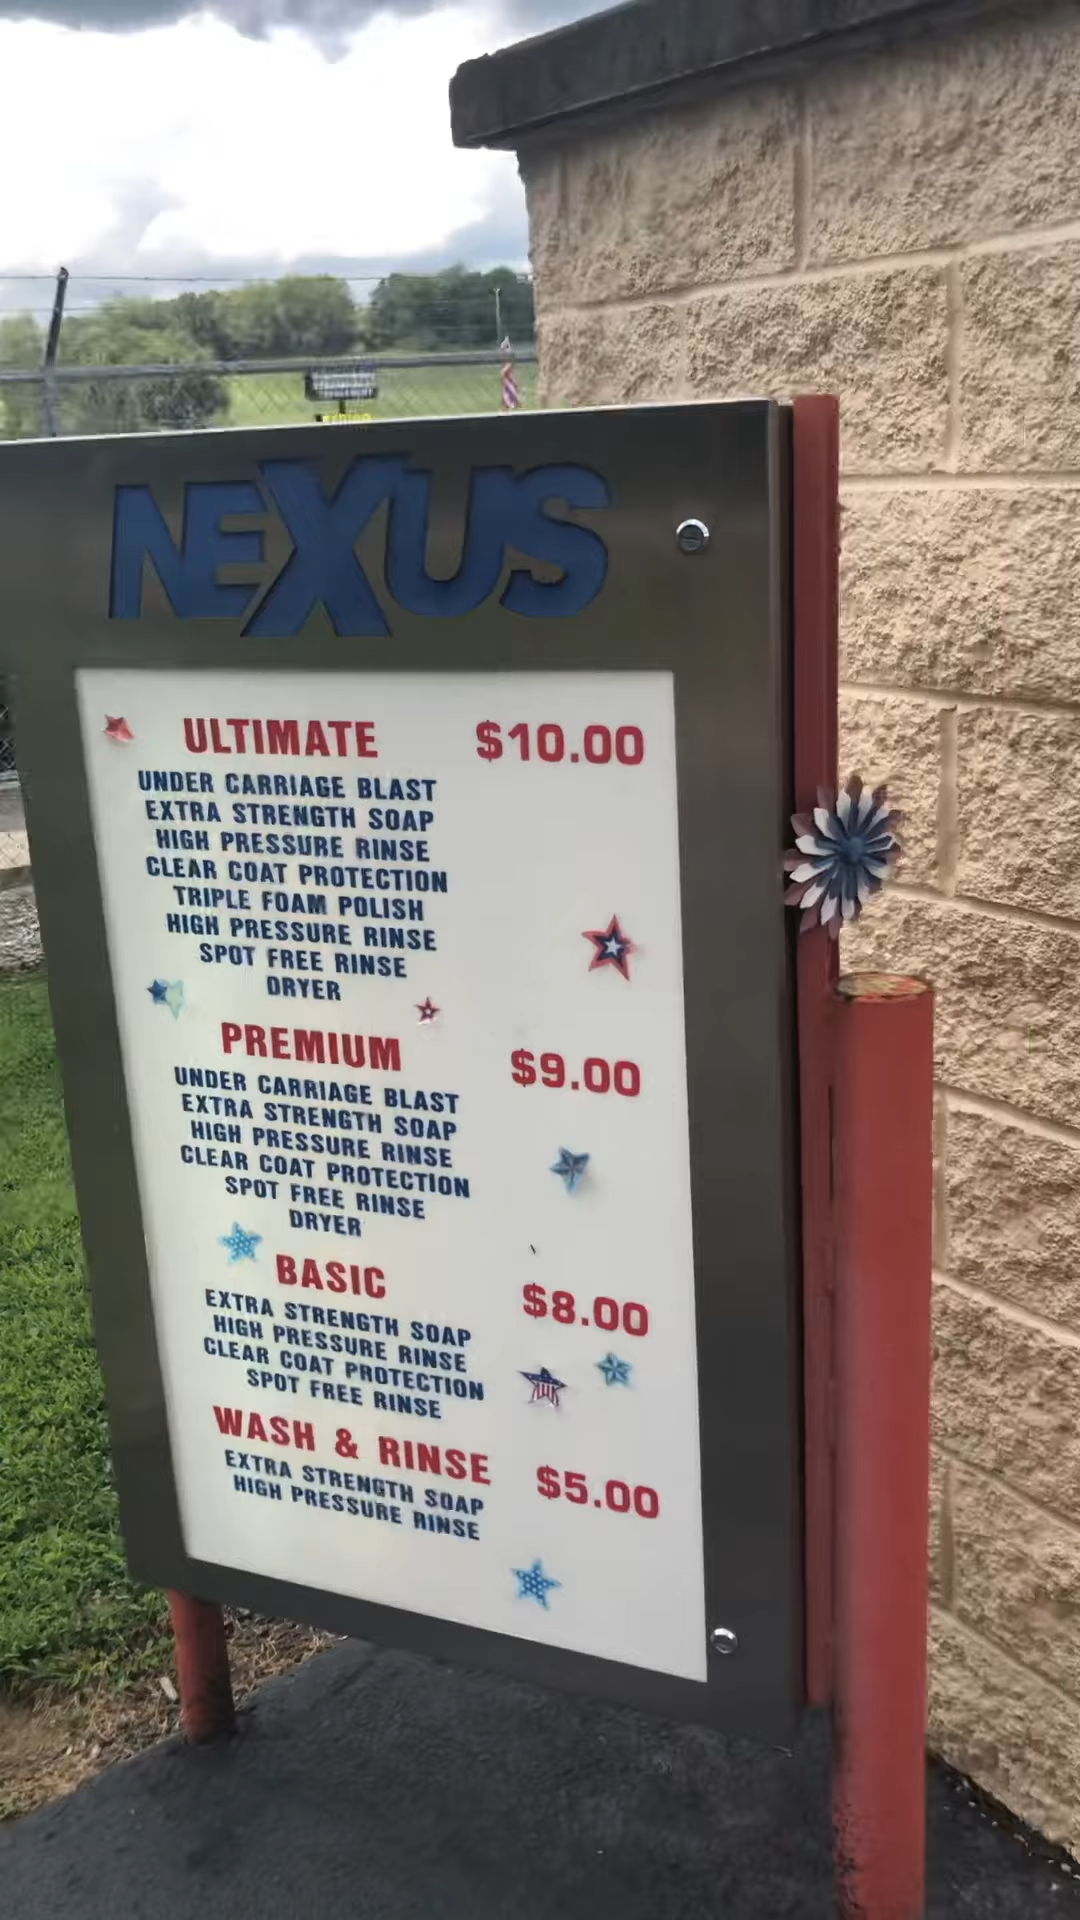 NEXUS
ULTIMATE $10.00
UNDER CARRIAGE BLAST
EXTRA STRENGTH SOAP
HIGH PRESSURE RINSE
CLEAR COAT PROTECTION
TRIPLE FOAM POLISH
HIGH PRESSURE RINSE
SPOT FREE RINSE
DRYER
PREMIUM $9.00
UNDER CARRIAGE BLAST
EXTRA STRENGTH SOAP
HIGH PRESSURE RINSE
CLEAR COAT PROTECTION
SPOT FREE RINSE
DRYER
BASIC $8.00
EXTRA STRENGTH SOAP
HIGH PRESSURE RINSE
CLEAR COAT PROTECTION
SPOT FREE RINSE
WASH & RINSE $5.00
EXTRA STRENGTH SOAP
HIGH PRESSURE RINSE